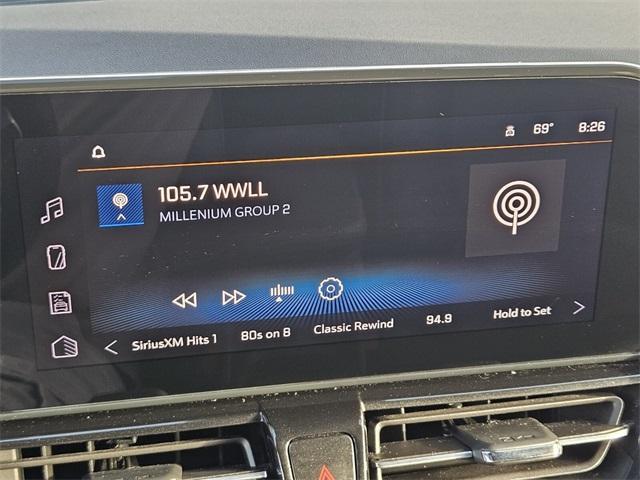 69° 8:26
105.7 WWLL
MILLENIUM GROUP 2
SiriusXM Hits 1 80s on 8 Classic Rewind 94.9 Hold to Set